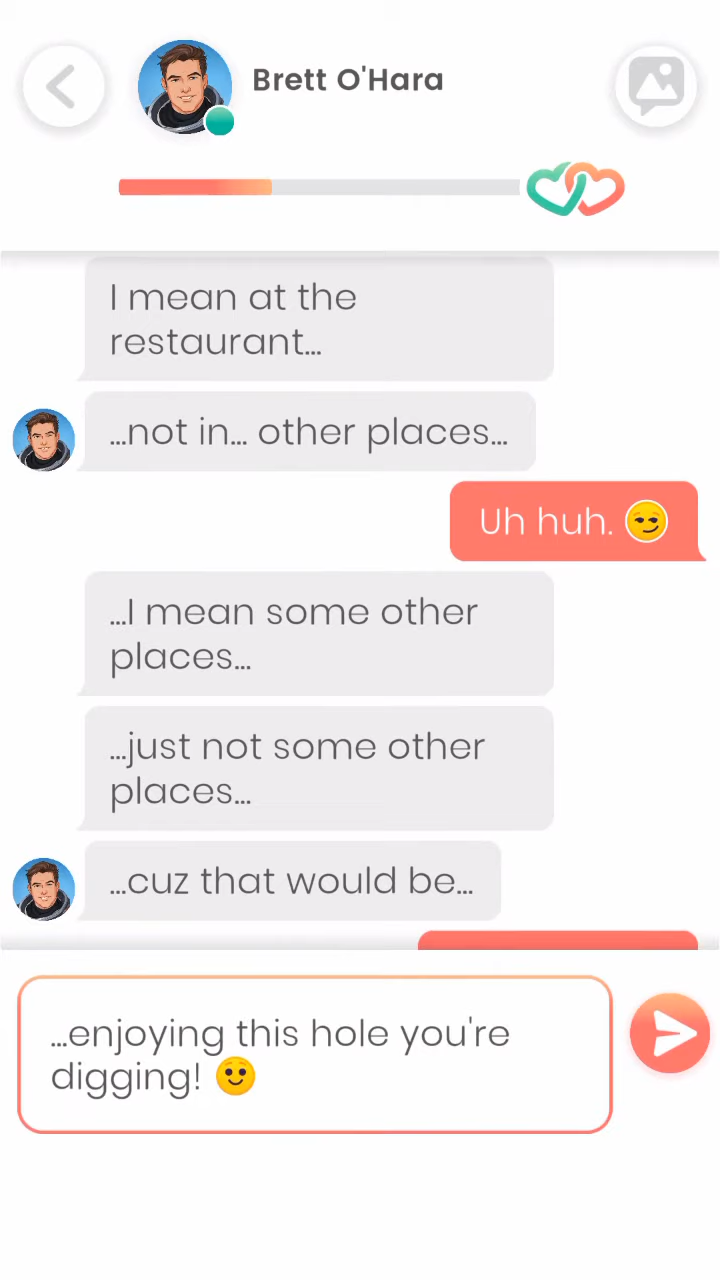 Brett O'Hara
I mean at the
restaurant...
...not in... other places...
Uh huh. 😏
...I mean some other
places...
...just not some other
places...
...cuz that would be...
...enjoying this hole you're
digging! 🙂